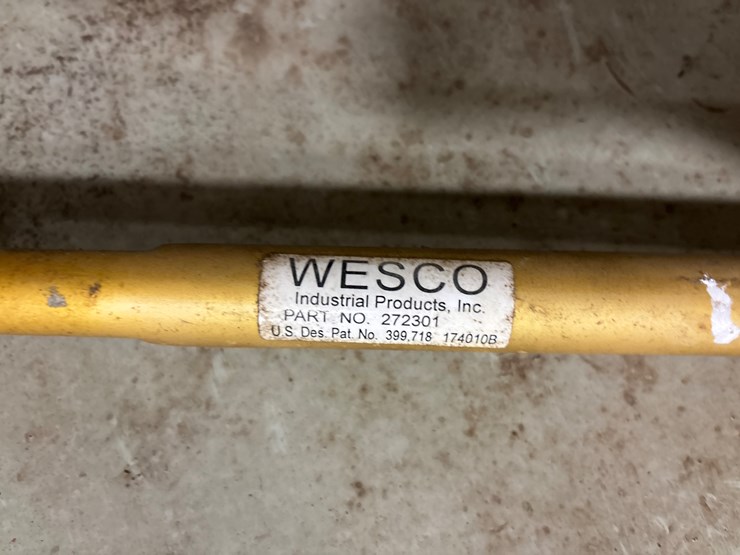 WESCO
Industrial Products, Inc.
PART NO. 272301
U.S. Des. Pat. No. 399,718 174010B